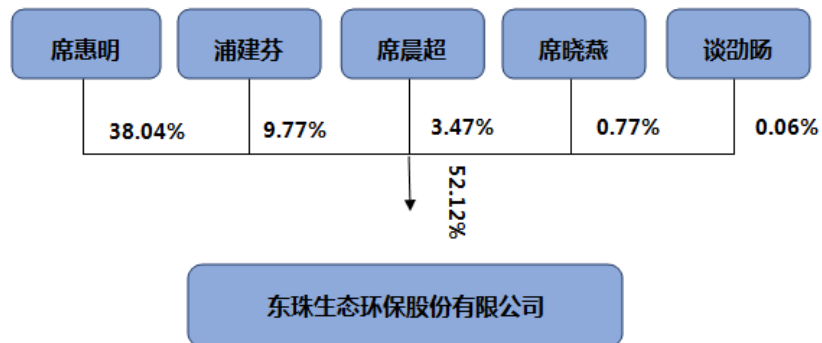 席惠明
浦建芬
席晨超
席晓燕
谈劭旸
38.04%
9.77%
3.47%
0.77%
0.06%
52.12%
东珠生态环保股份有限公司